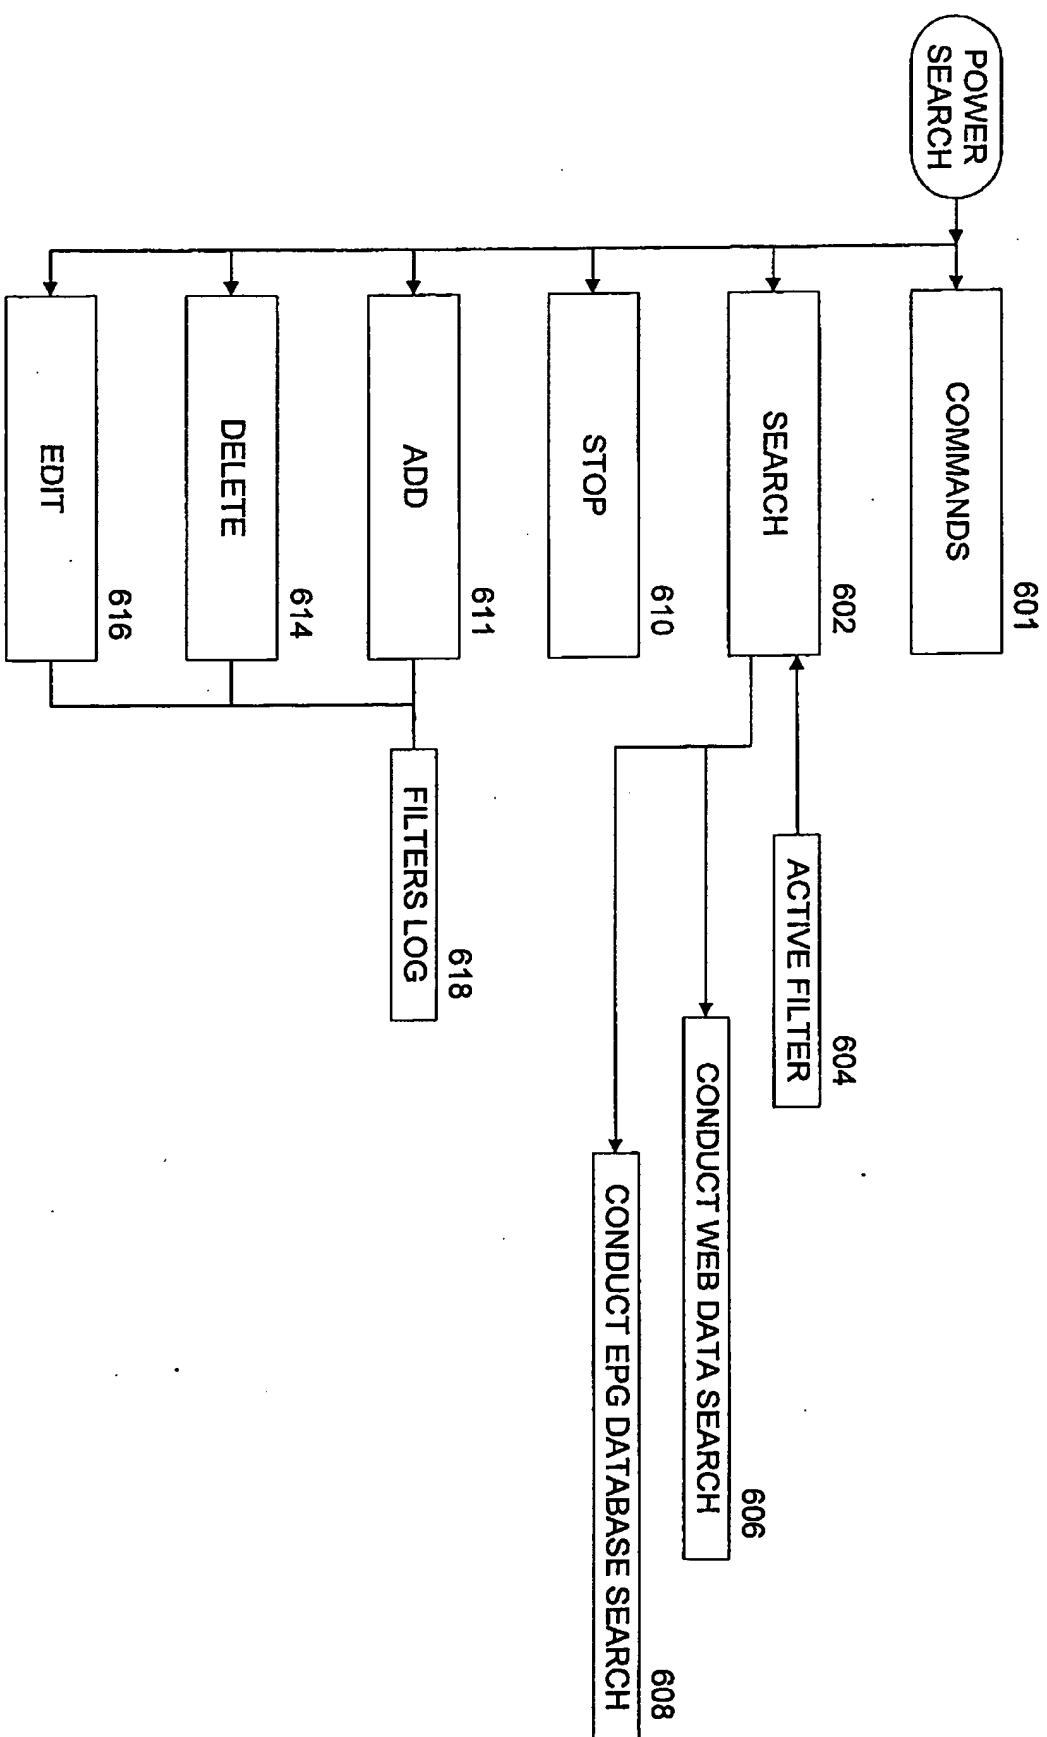 POWER
SEARCH
COMMANDS
601
SEARCH
602
STOP
610
ADD
611
DELETE
614
EDIT
616
ACTIVE FILTER
604
CONDUCT WEB DATA SEARCH
606
CONDUCT EPG DATABASE SEARCH
608
FILTERS LOG
618